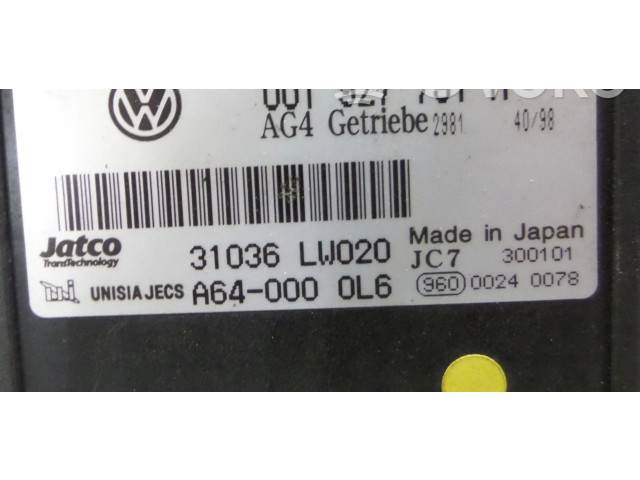 AG4 Getriebe 2981 40/98
Jatco
TransTechnology
31036 LW020
Made in Japan
JC7 300101
UNISIA JECS A64-000 0L6
960 0024 0078